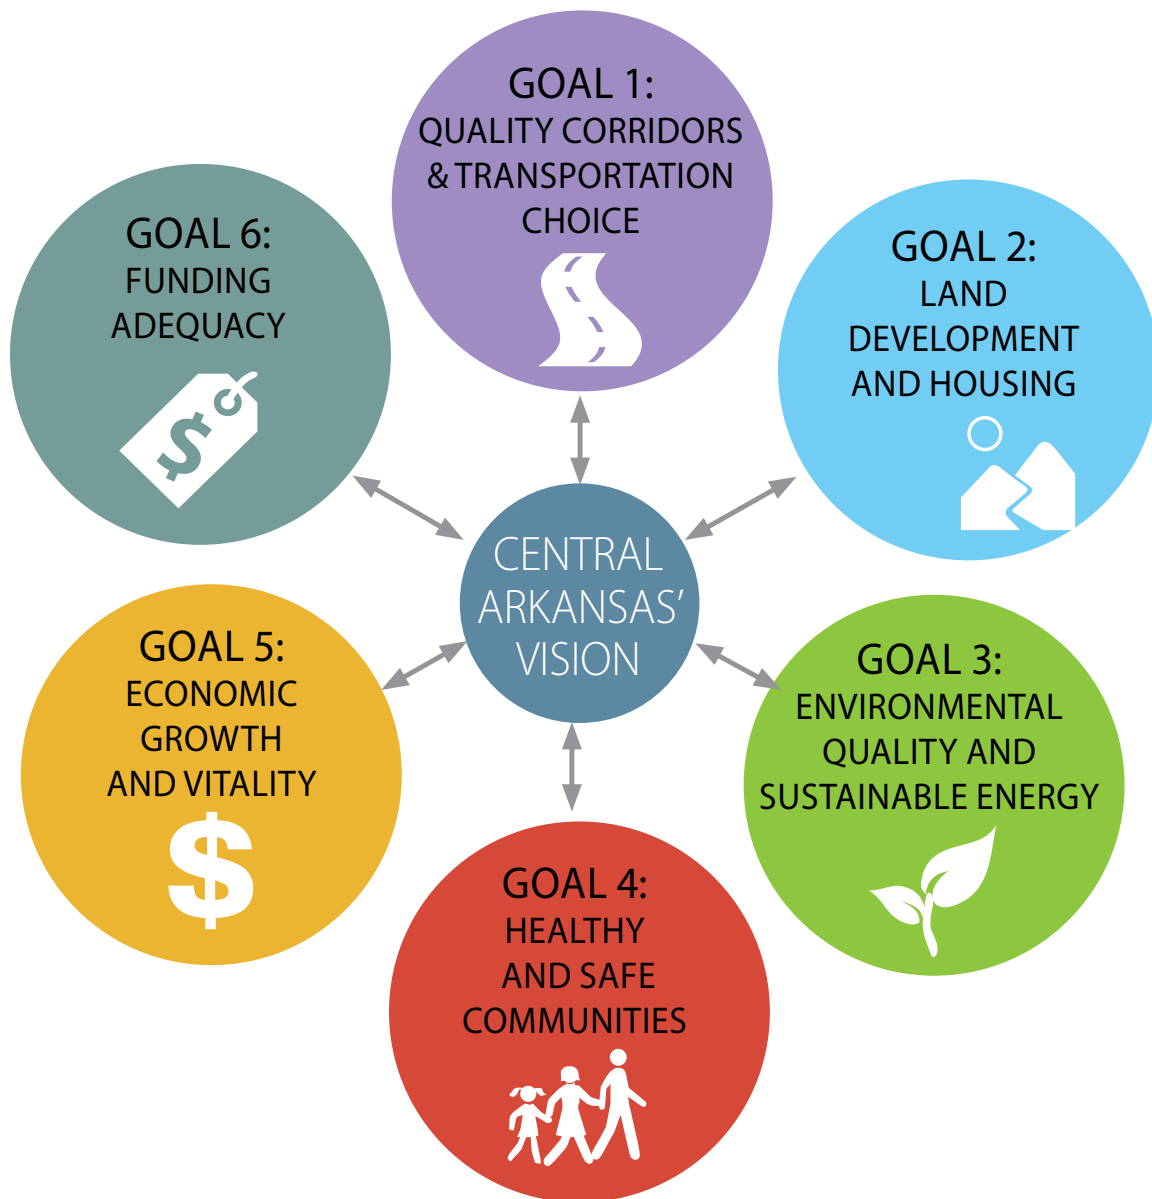 GOAL 1:
QUALITY CORRIDORS
& TRANSPORTATION
CHOICE
GOAL 2:
LAND
DEVELOPMENT
AND HOUSING
GOAL 3:
ENVIRONMENTAL
QUALITY AND
SUSTAINABLE ENERGY
GOAL 4:
HEALTHY
AND SAFE
COMMUNITIES
GOAL 5:
ECONOMIC
GROWTH
AND VITALITY
$
GOAL 6:
FUNDING
ADEQUACY
$
CENTRAL
ARKANSAS’
VISION